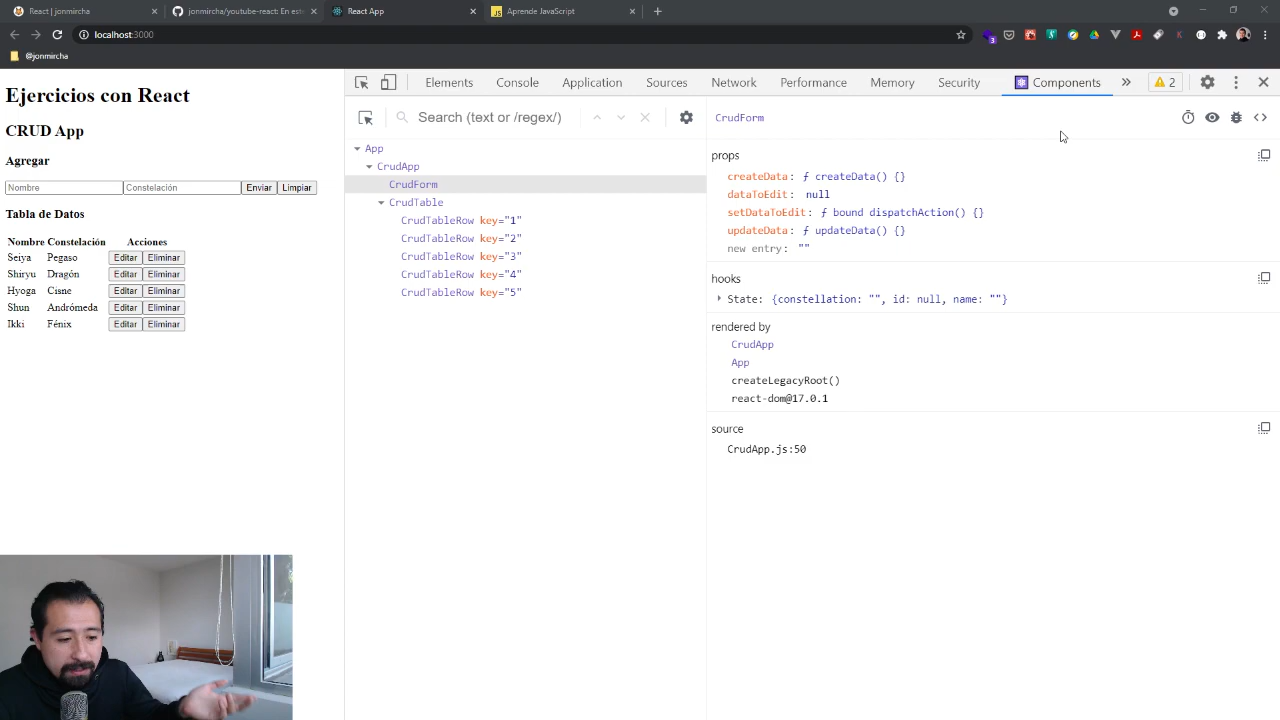 React | jonmircha
jonmircha/youtube-react: En este
React App
Aprende JavaScript
localhost:3000
@jonmircha
Ejercicios con React
CRUD App
Agregar
Nombre Constelación Enviar Limpiar
Tabla de Datos
Nombre Constelación Acciones
Seiya Pegaso Editar Eliminar
Shiryu Dragón Editar Eliminar
Hyoga Cisne Editar Eliminar
Shun Andrómeda Editar Eliminar
Ikki Fénix Editar Eliminar
Elements Console Application Sources Network Performance Memory Security Components » 2
Search (text or /regex/)
App
CrudApp
CrudForm
CrudTable
CrudTableRow key="1"
CrudTableRow key="2"
CrudTableRow key="3"
CrudTableRow key="4"
CrudTableRow key="5"
CrudForm
props
createData: ƒ createData() {}
dataToEdit: null
setDataToEdit: ƒ bound dispatchAction() {}
updateData: ƒ updateData() {}
new entry: ""
hooks
State: {constellation: "", id: null, name: ""}
rendered by
CrudApp
App
createLegacyRoot()
react-dom@17.0.1
source
CrudApp.js:50